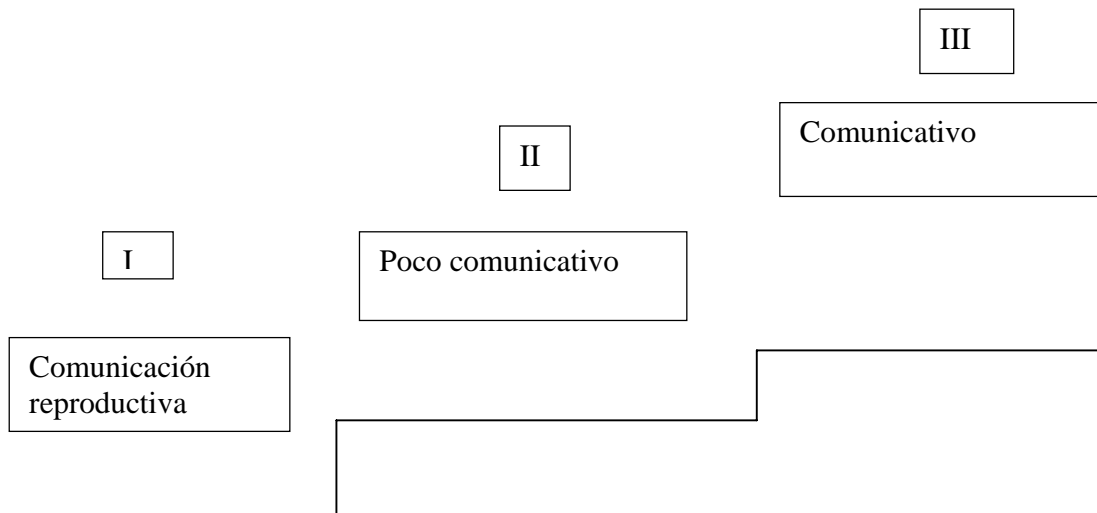 III
Comunicativo
II
Poco comunicativo
I
Comunicación
reproductiva